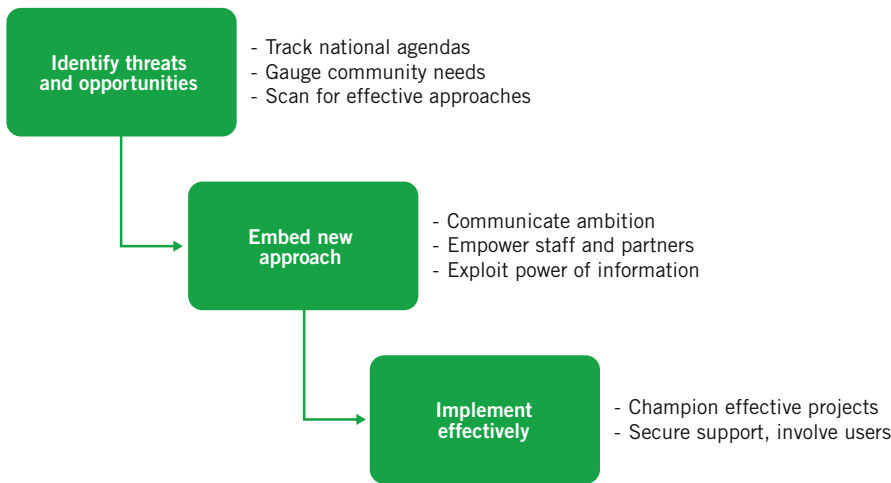 Identify threats
and opportunities
- Track national agendas
- Gauge community needs
- Scan for effective approaches
Embed new
approach
- Communicate ambition
- Empower staff and partners
- Exploit power of information
Implement
effectively
- Champion effective projects
- Secure support, involve users